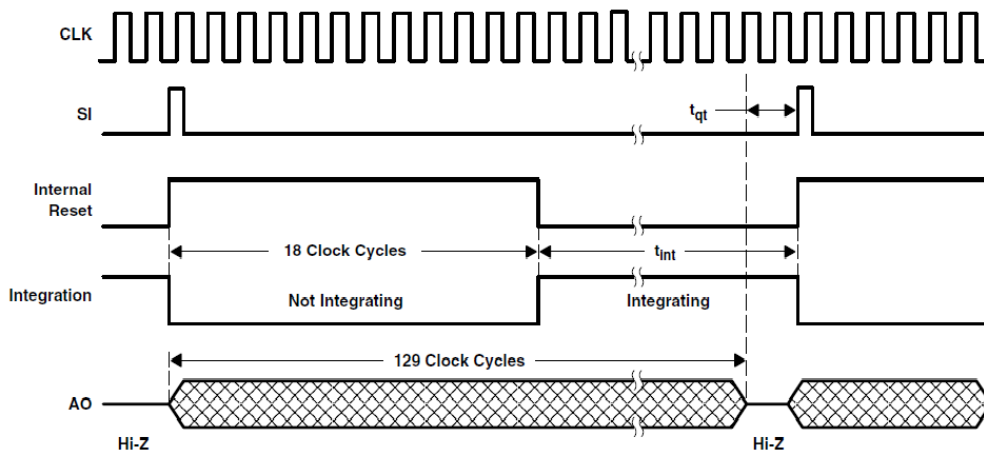 CLK
SI
tqt
Internal
Reset
18 Clock Cycles
tInt
Integration
Not Integrating
Integrating
129 Clock Cycles
AO
Hi-Z
Hi-Z